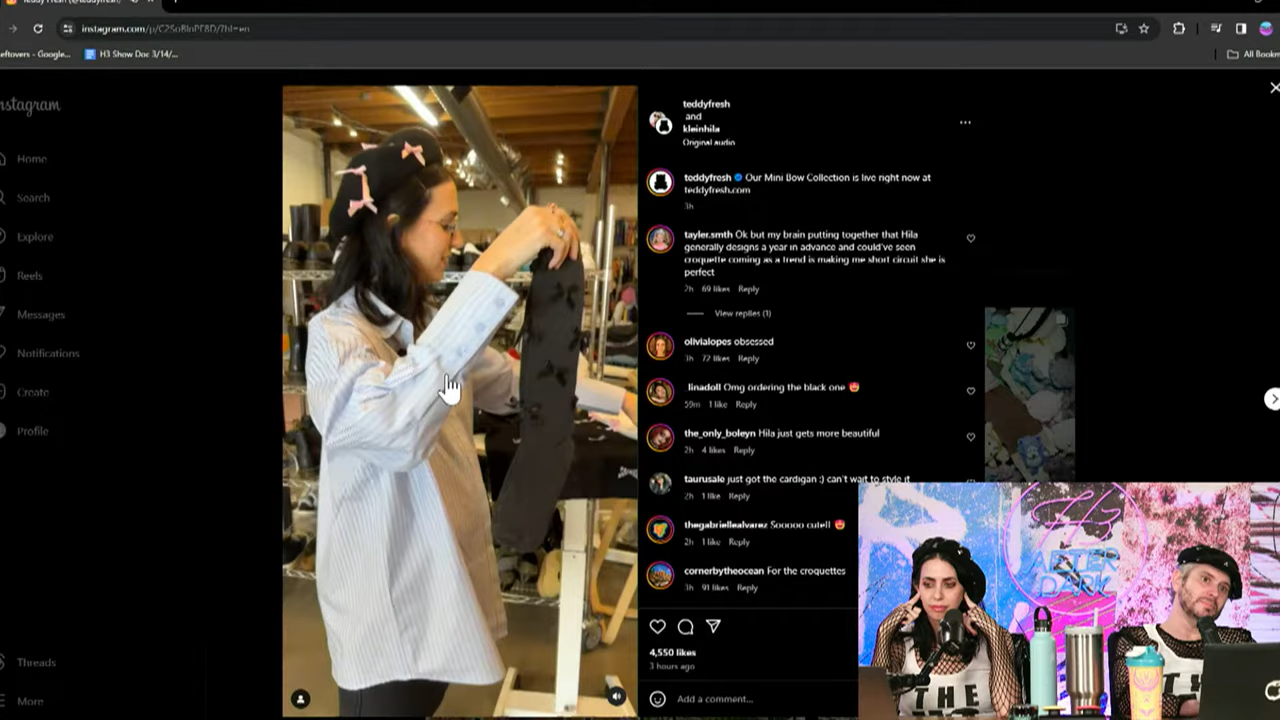 instagram.com/p/C2SoBlnPF8D/?hl=en
eftovers - Google...
H3 Show Doc 3/14/...
All Bookm
nstagram
Home
Search
Explore
Reels
Messages
Notifications
Create
Profile
Threads
More
teddyfresh
and
kleinhila
Original audio
teddyfresh Our Mini Bow Collection is live right now at
teddyfresh.com
3h
tayler.smth Ok but my brain putting together that Hila
generally designs a year in advance and could've seen
croquette coming as a trend is making me short circuit she is
perfect
2h 69 likes Reply
View replies (1)
olivialopes obsessed
3h 72 likes Reply
_linadoll Omg ordering the black one 😍
59m 1 like Reply
the_only_boleyn Hila just gets more beautiful
2h 4 likes Reply
taurusale just got the cardigan :) can't wait to style it
2h 1 like Reply
thegabriellealvarez Sooooo cute!! 😍
2h 1 like Reply
cornerbytheocean For the croquettes
3h 91 likes Reply
4,550 likes
3 hours ago
Add a comment...
H3
AFTER
DARK
THE